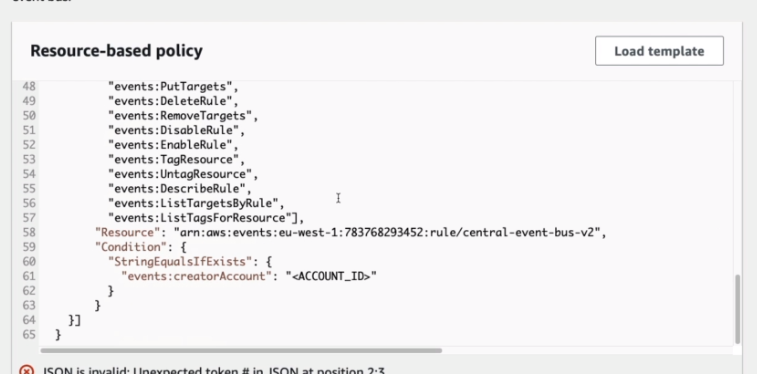 Resource-based policy
Load template
48 "events:PutTargets",
49 "events:DeleteRule",
50 "events:RemoveTargets",
51 "events:DisableRule",
52 "events:EnableRule",
53 "events:TagResource",
54 "events:UntagResource",
55 "events:DescribeRule",
56 "events:ListTargetsByRule",
57 "events:ListTagsForResource"],
58 "Resource": "arn:aws:events:eu-west-1:783768293452:rule/central-event-bus-v2",
59 "Condition": {
60 "StringEqualsIfExists": {
61 "events:creatorAccount": "<ACCOUNT_ID>"
62 }
63 }
64 }]
65 }
JSON is invalid: Unexpected token # in JSON at position 2:3